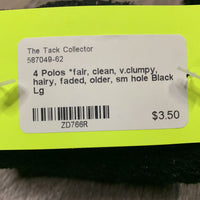 The Tack Collector
587049-62
4 Polos *fair, clean, v.clumpy,
hairy, faded, older, sm hole Black
Lg
$3.50
ZD766R